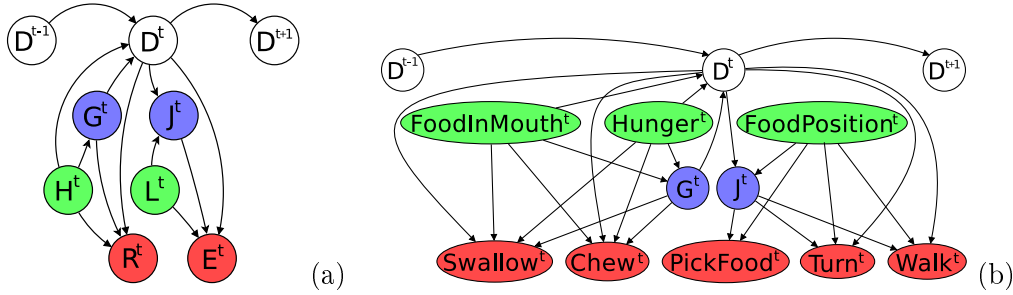 D^{t-1} D^t D^{t+1}
G^t J^t
H^t L^t
R^t E^t
(a)
D^{t-1} D^t D^{t+1}
FoodInMouth^t Hunger^t FoodPosition^t
G^t J^t
Swallow^t Chew^t PickFood^t Turn^t Walk^t
(b)